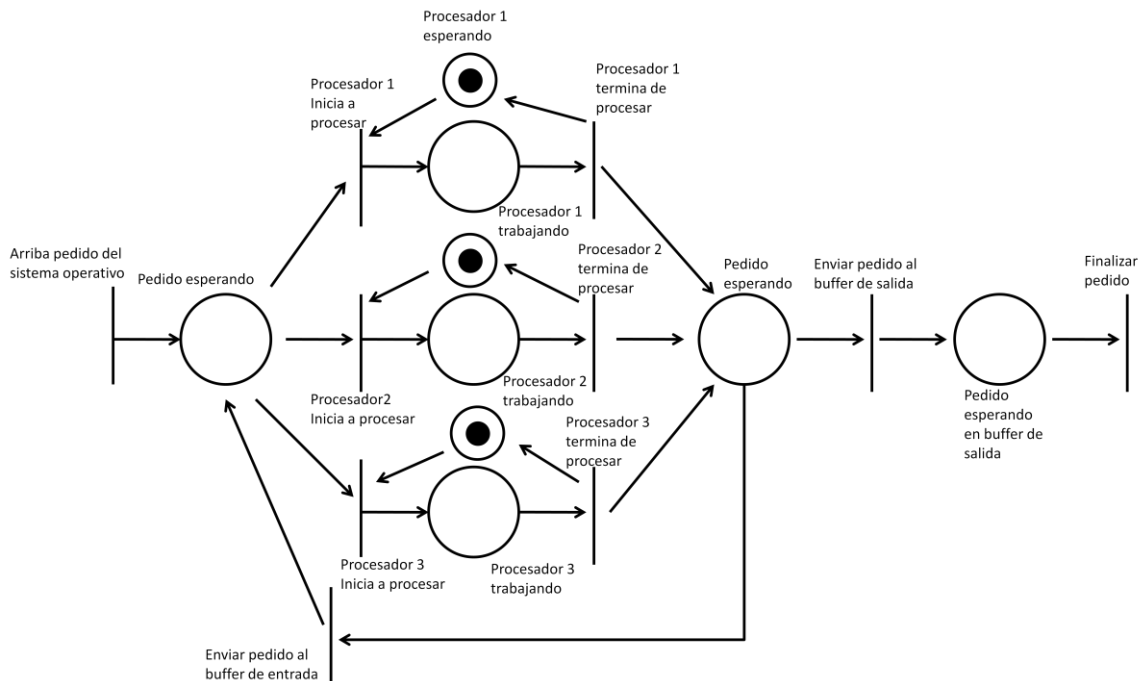 Procesador 1
esperando
Procesador 1
Inicia a
procesar
Procesador 1
termina de
procesar
Procesador 1
trabajando
Arriba pedido del
sistema operativo
Pedido esperando
Procesador 2
termina de
procesar
Pedido
esperando
Enviar pedido al
buffer de salida
Finalizar
pedido
Procesador2
Inicia a procesar
Procesador 2
trabajando
Pedido
esperando
en buffer de
salida
Procesador 3
termina de
procesar
Procesador 3
Inicia a procesar
Procesador 3
trabajando
Enviar pedido al
buffer de entrada